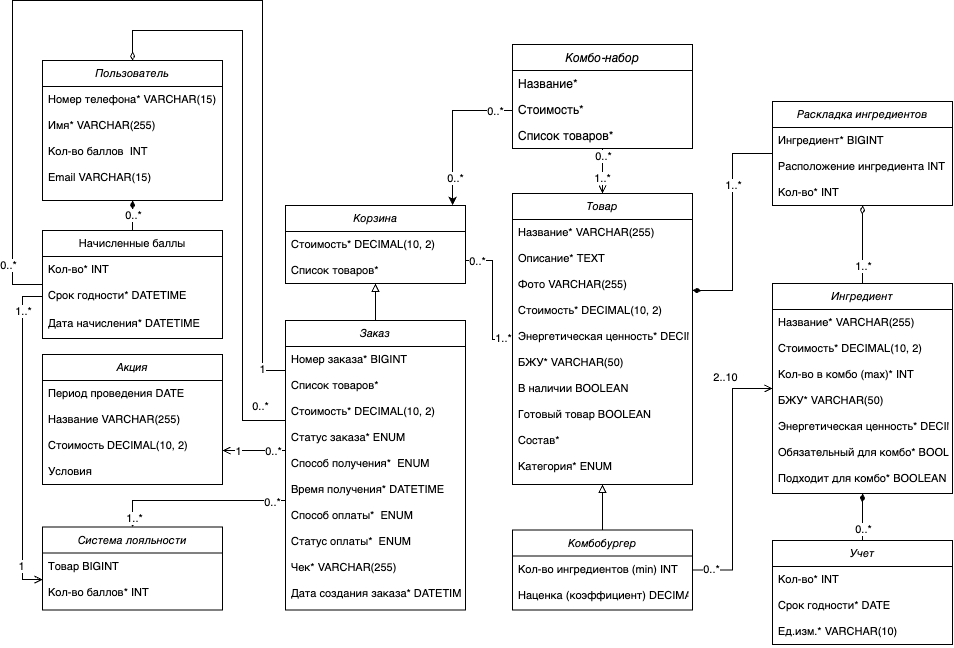 Пользователь
Номер телефона* VARCHAR(15)
Имя* VARCHAR(255)
Кол-во баллов INT
Email VARCHAR(15)
0..*
Начисленные баллы
Кол-во* INT
Срок годности* DATETIME
Дата начисления* DATETIME
0..*
1..*
1
Акция
Период проведения DATE
Название VARCHAR(255)
Стоимость DECIMAL(10, 2)
Условия
Система лояльности
Товар BIGINT
Кол-во баллов* INT
1..*
0..*
1
0..*
1
0..*
Корзина
Стоимость* DECIMAL(10, 2)
Список товаров*
0..*
0..*
0..*
1..*
Заказ
Номер заказа* BIGINT
Список товаров*
Стоимость* DECIMAL(10, 2)
Статус заказа* ENUM
Способ получения* ENUM
Время получения* DATETIME
Способ оплаты* ENUM
Статус оплаты* ENUM
Чек* VARCHAR(255)
Дата создания заказа* DATETIM
Комбо-набор
Название*
Стоимость*
Список товаров*
0..*
1..*
Товар
Название* VARCHAR(255)
Описание* TEXT
Фото VARCHAR(255)
Стоимость* DECIMAL(10, 2)
Энергетическая ценность* DECI
БЖУ* VARCHAR(50)
В наличии BOOLEAN
Готовый товар BOOLEAN
Состав*
Категория* ENUM
Комбобургер
Кол-во ингредиентов (min) INT
Наценка (коэффициент) DECIMA
0..*
2..10
1..*
Раскладка ингредиентов
Ингредиент* BIGINT
Расположение ингредиента INT
Кол-во* INT
1..*
Ингредиент
Название* VARCHAR(255)
Стоимость* DECIMAL(10, 2)
Кол-во в комбо (max)* INT
БЖУ* VARCHAR(50)
Энергетическая ценность* DECI
Обязательный для комбо* BOOL
Подходит для комбо* BOOLEAN
0..*
Учет
Кол-во* INT
Срок годности* DATE
Ед.изм.* VARCHAR(10)